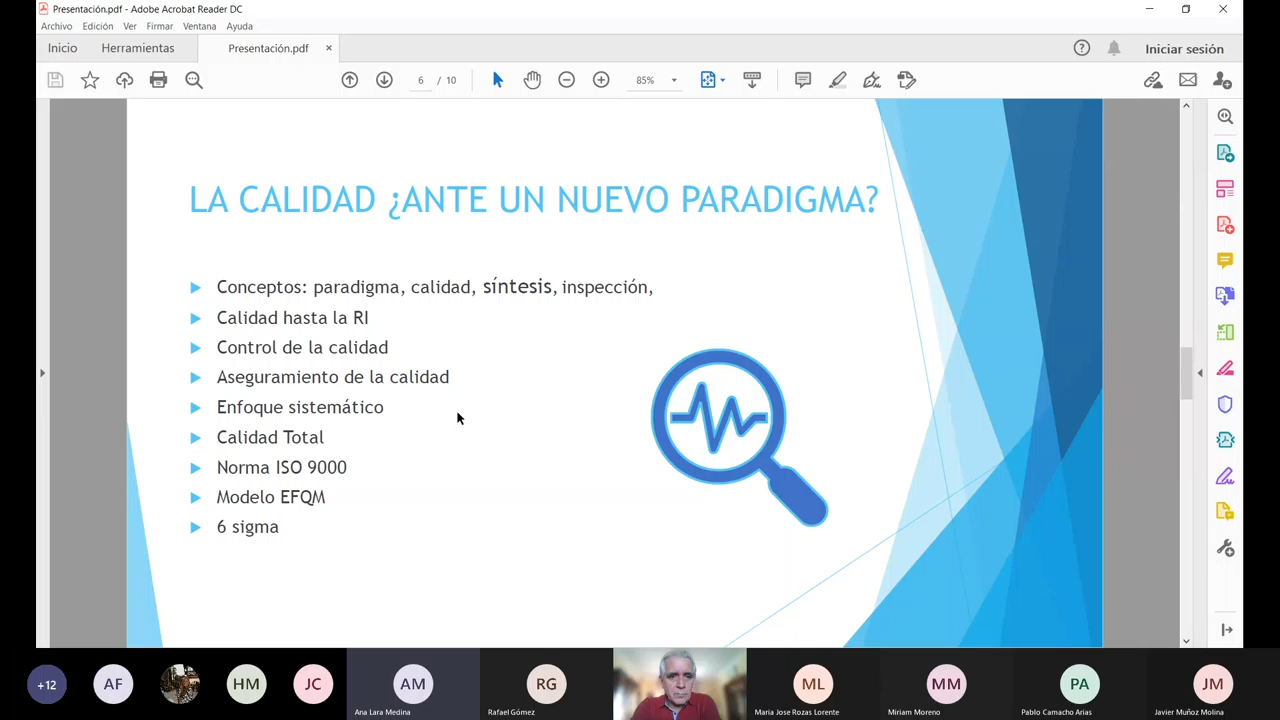 Presentación.pdf - Adobe Acrobat Reader DC
Archivo Edición Ver Firmar Ventana Ayuda
Inicio Herramientas Presentación.pdf × Iniciar sesión
6 / 10 85%
LA CALIDAD ¿ANTE UN NUEVO PARADIGMA?
Conceptos: paradigma, calidad, síntesis, inspección,
Calidad hasta la RI
Control de la calidad
Aseguramiento de la calidad
Enfoque sistemático
Calidad Total
Norma ISO 9000
Modelo EFQM
6 sigma
+12 AF HM JC AM RG ML MM PA JM
Ana Lara Medina Rafael Gómez Maria Jose Rozas Lorente Miriam Moreno Pablo Camacho Arias Javier Muñoz Molina